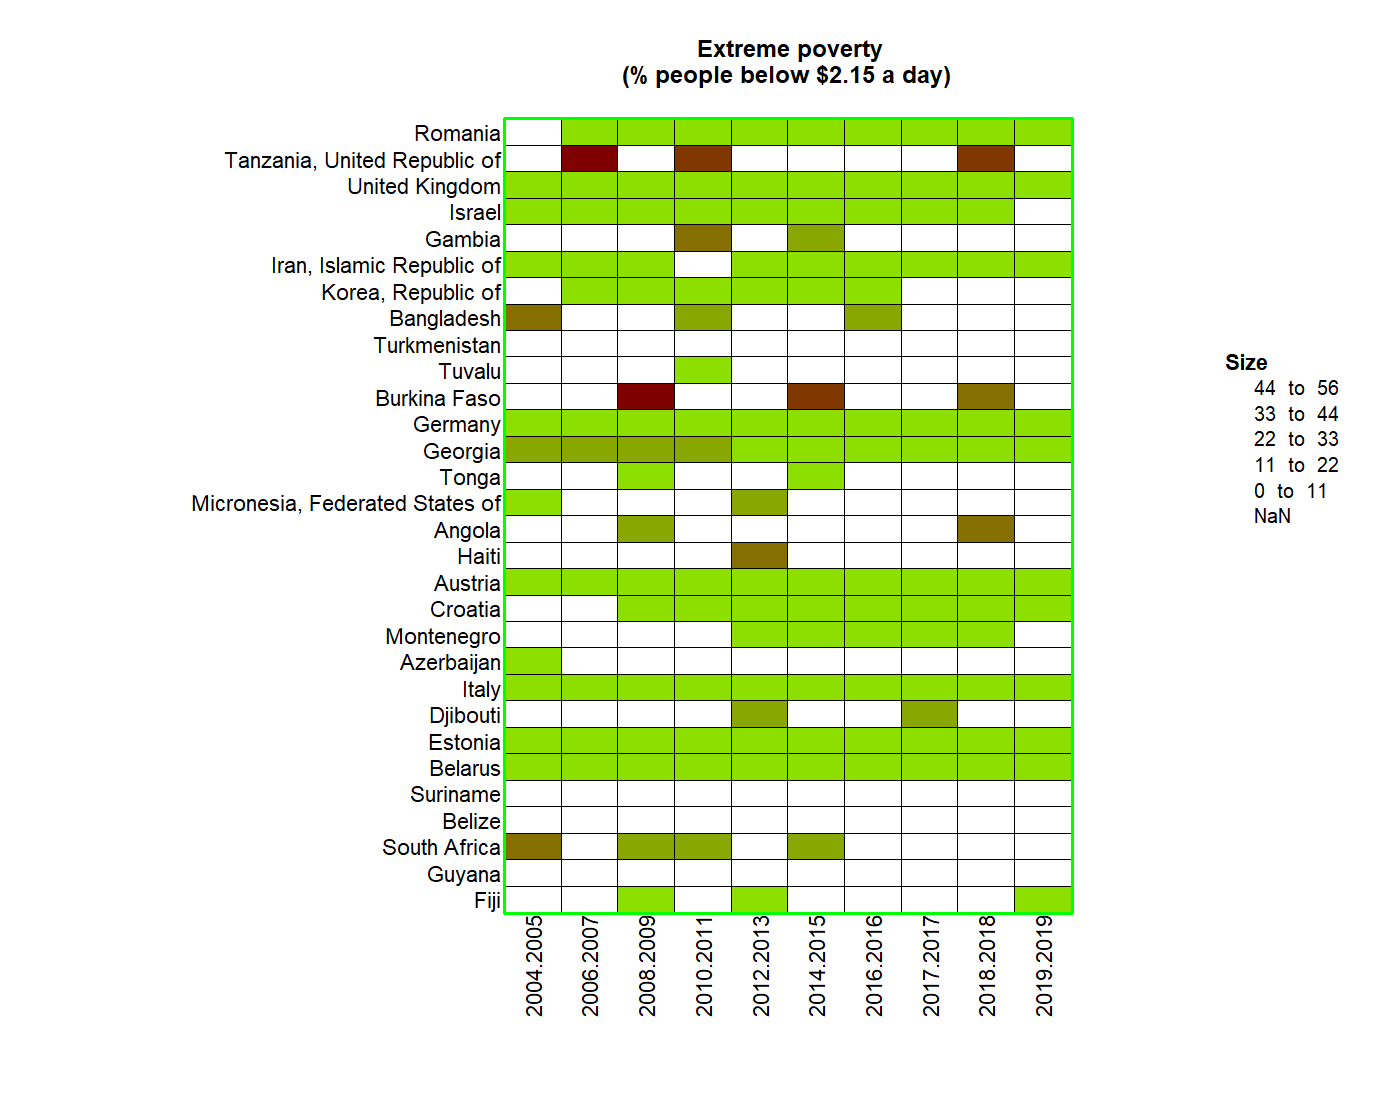 Extreme poverty
(% people below $2.15 a day)
Romania
Tanzania, United Republic of
United Kingdom
Israel
Gambia
Iran, Islamic Republic of
Korea, Republic of
Bangladesh
Turkmenistan
Tuvalu
Burkina Faso
Germany
Georgia
Tonga
Micronesia, Federated States of
Angola
Haiti
Austria
Croatia
Montenegro
Azerbaijan
Italy
Djibouti
Estonia
Belarus
Suriname
Belize
South Africa
Guyana
Fiji
2004.2005
2006.2007
2008.2009
2010.2011
2012.2013
2014.2015
2016.2016
2017.2017
2018.2018
2019.2019
Size
44 to 56
33 to 44
22 to 33
11 to 22
0 to 11
NaN